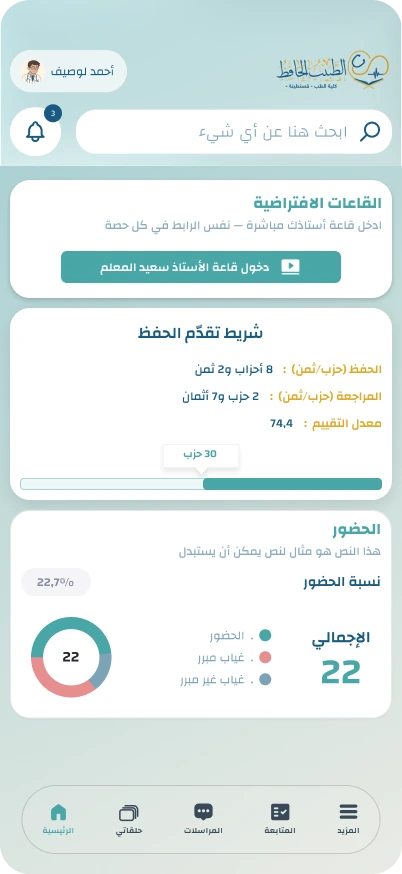 الطبيب الحافظ
- كلية الطب - قسنطينة -
أحمد لوصيف
ابحث هنا عن أي شيء
3
القاعات الافتراضية
ادخل قاعة أستاذك مباشرة — نفس الرابط في كل حصة
دخول قاعة الأستاذ سعيد المعلم
شريط تقدّم الحفظ
الحفظ (حزب/ثمن) : 8 أحزاب و2 ثمن
المراجعة (حزب/ثمن) : 2 حزب و7 أثمان
معدل التقييم : 74,4
30 حزب
الحضور
هذا النص هو مثال لنص يمكن أن يستبدل
نسبة الحضور
22,7%
الإجمالي
22
. الحضور
. غياب مبرر
. غياب غير مبرر
22
المزيد
المتابعة
المراسلات
حلقاتي
الرئيسية